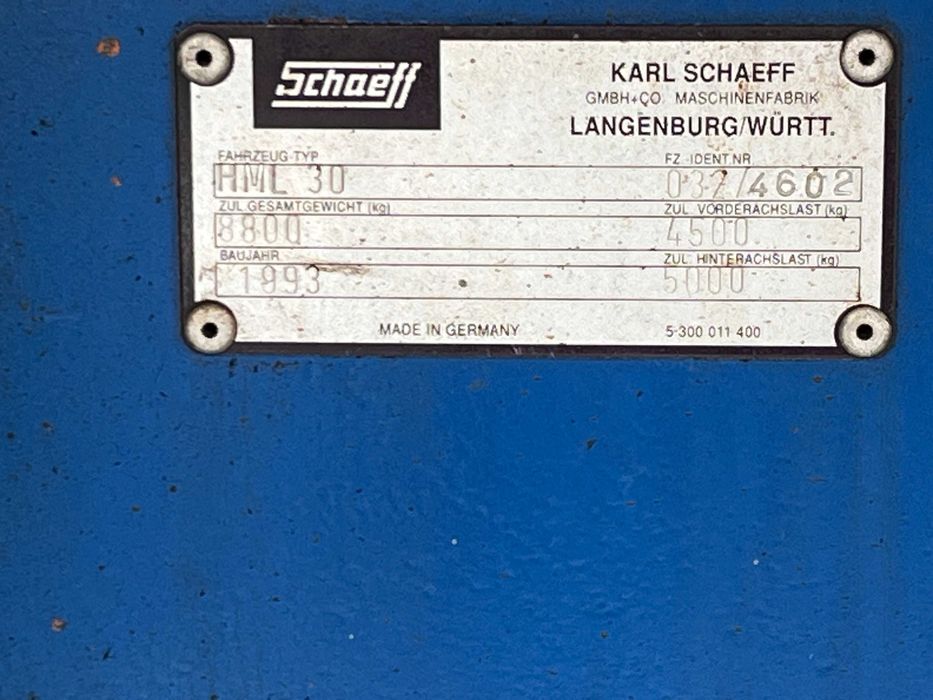 Schaeff
KARL SCHAEFF
GMBH+CO MASCHINENFABRIK
LANGENBURG/WÜRTT.
FAHRZEUG-TYP FZ.-IDENT.NR
HML 30 032/4602
ZUL.GESAMTGEWICHT (kg) ZUL. VORDERACHSLAST (kg)
8800 4500
BAUJAHR ZUL. HINTERACHSLAST (kg)
1993 5000
MADE IN GERMANY 5-300 011 400